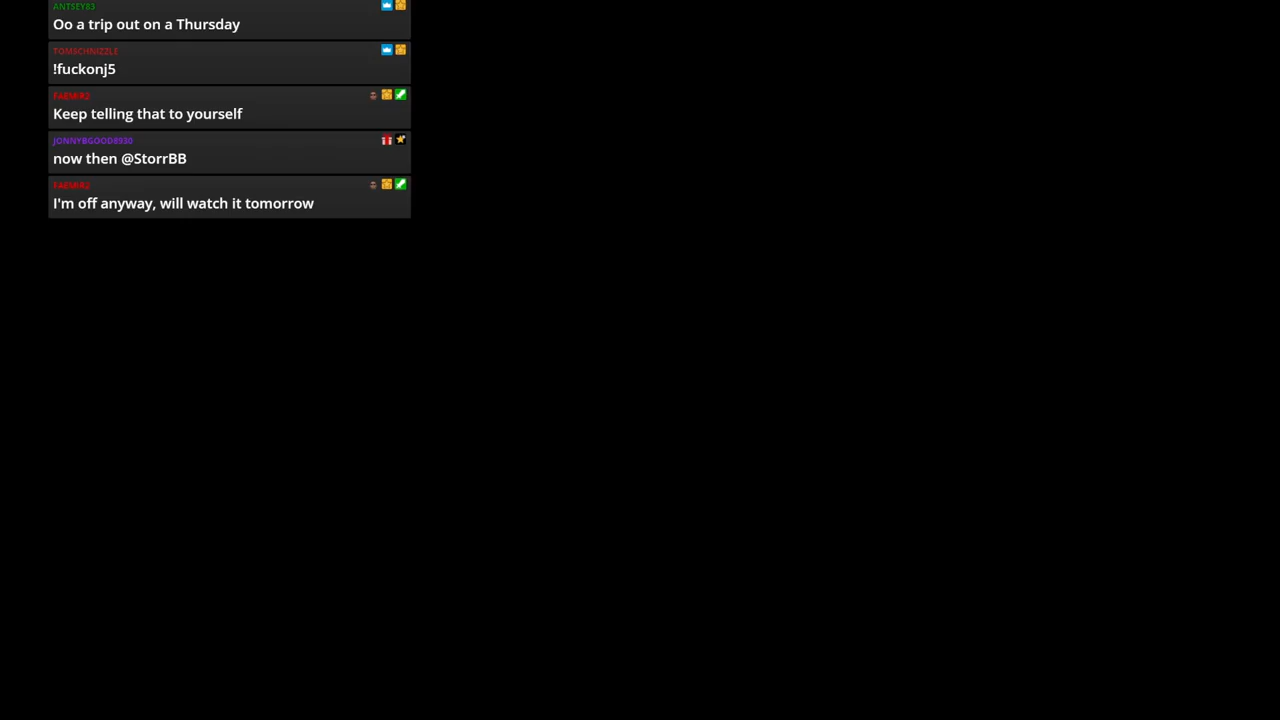 ANTSEY83
Oo a trip out on a Thursday
!fuckonj5
Keep telling that to yourself
JONNYBGOOD8930
now then @StorrBB
I'm off anyway, will watch it tomorrow